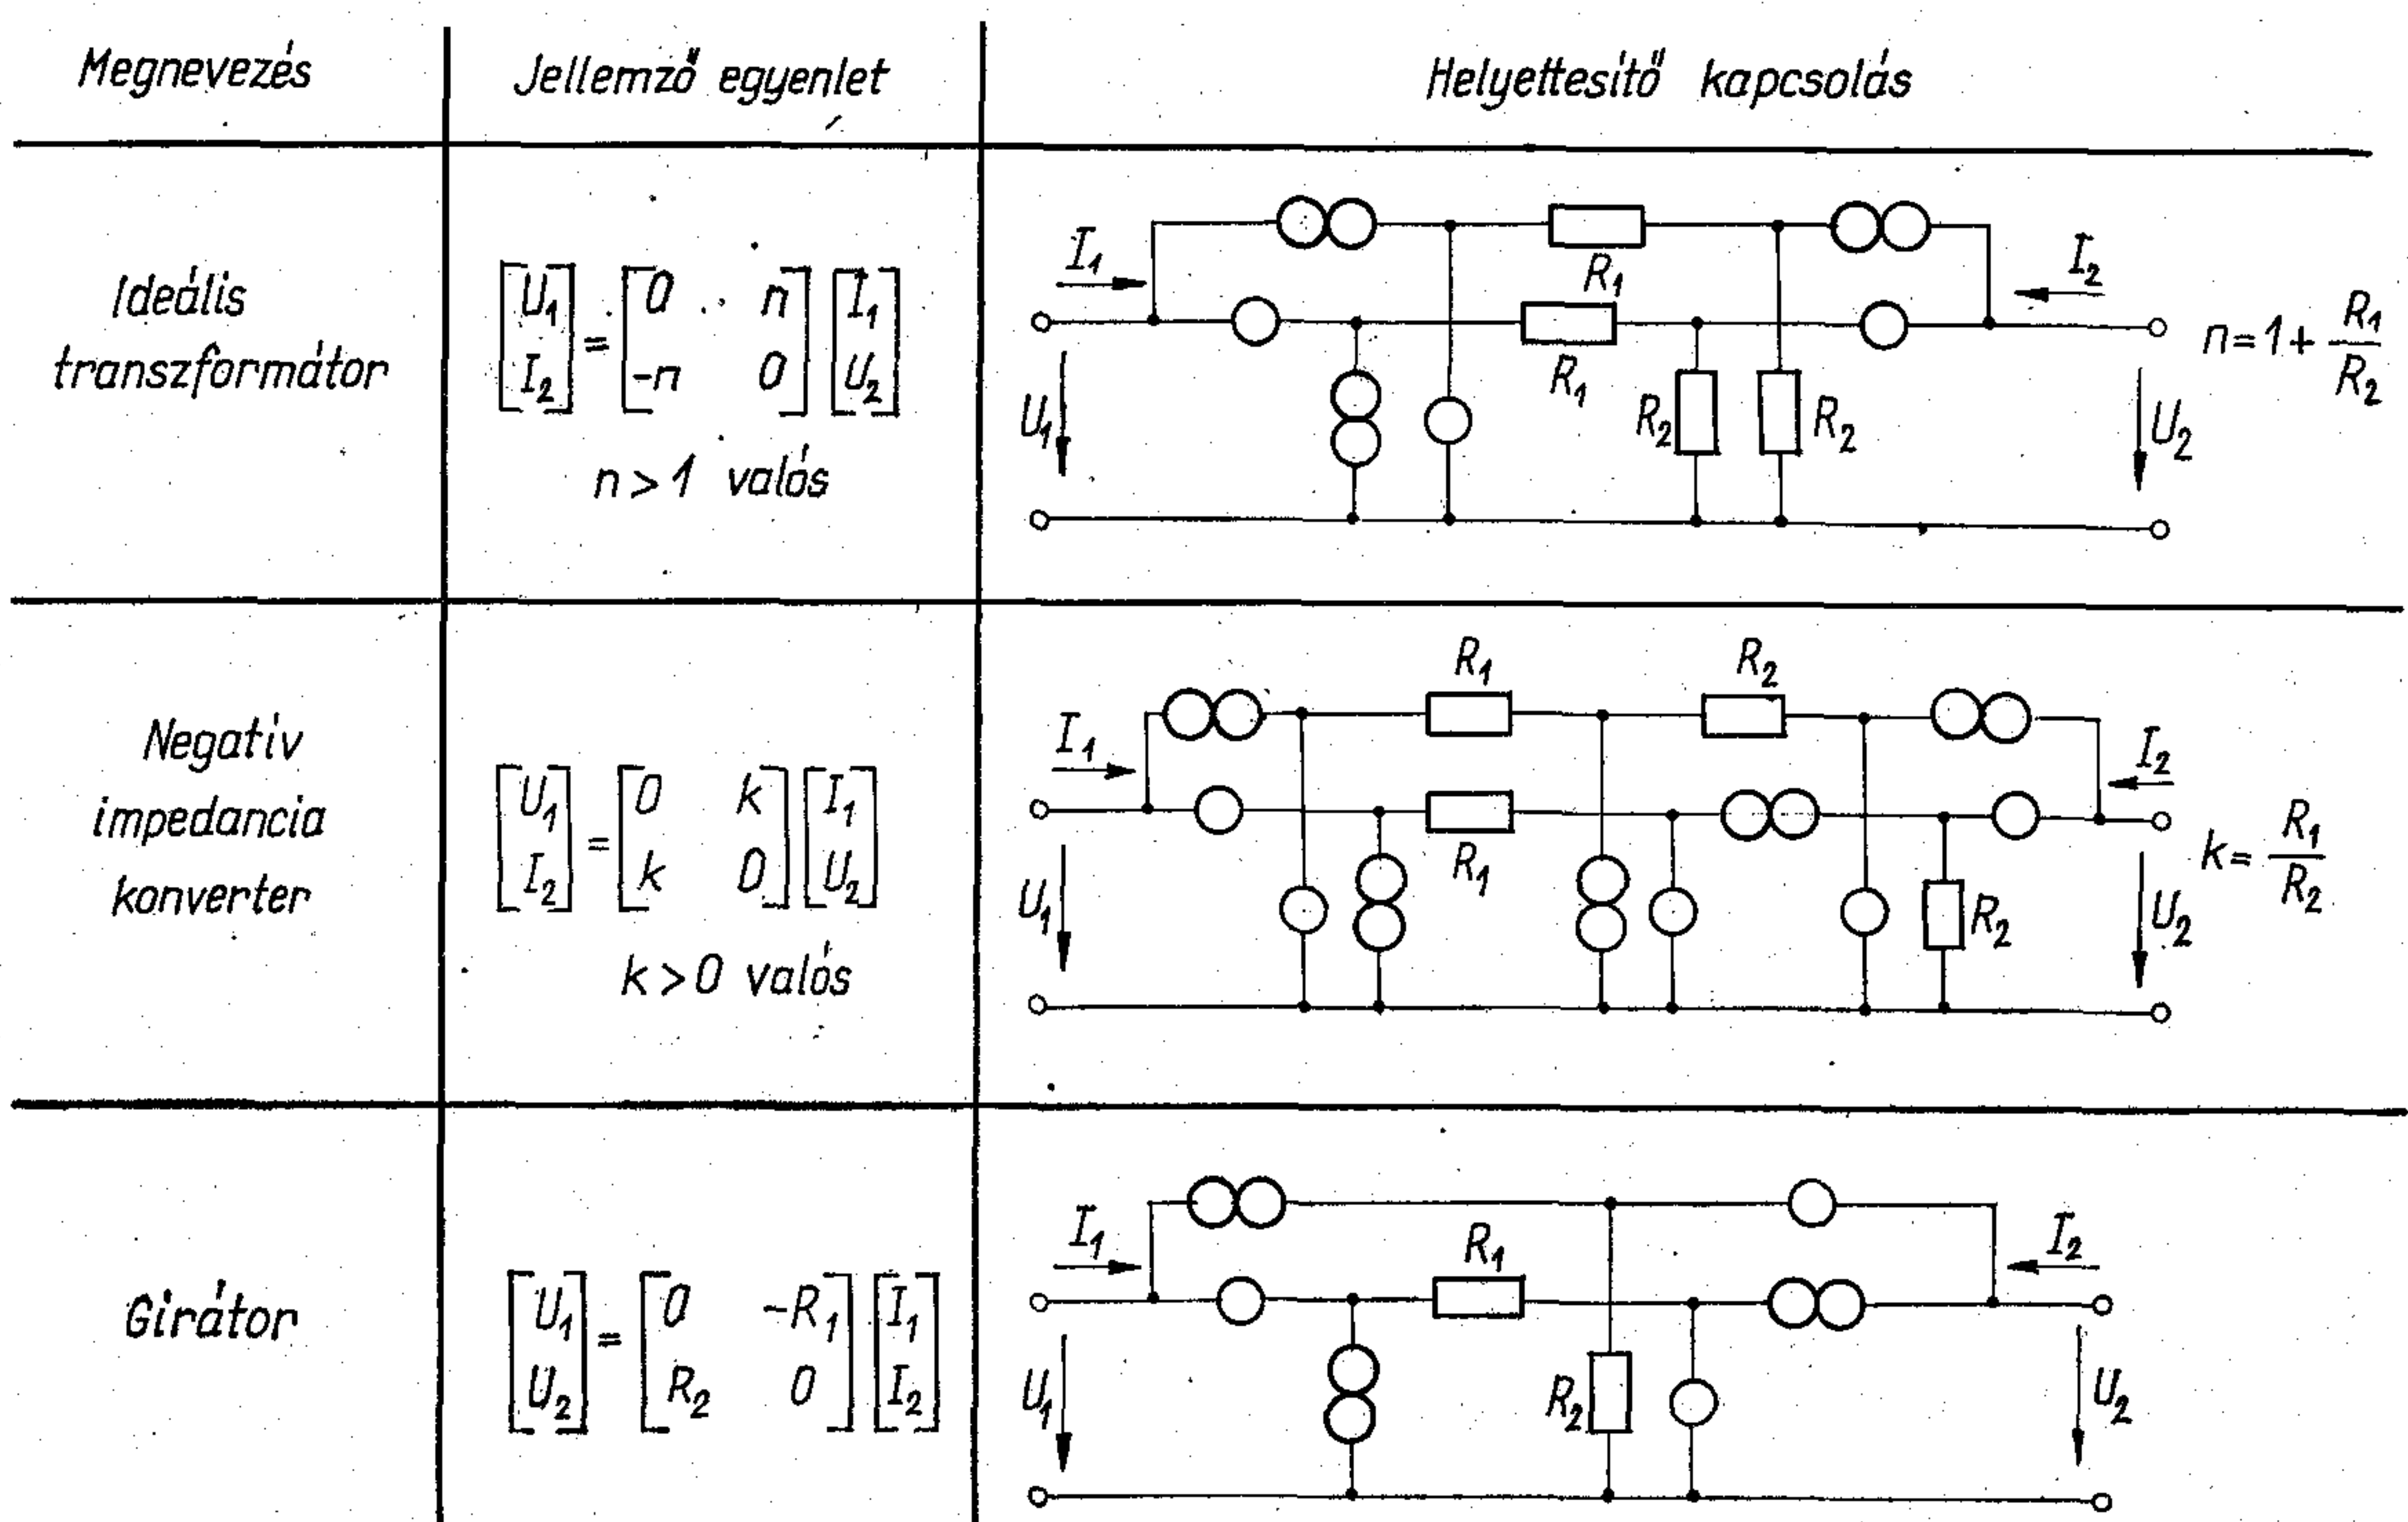 Megnevezés
Jellemző egyenlet
Helyettesítő kapcsolás
Ideális
transzformátor
[U₁ I₂] = [0 n -n 0] [I₁ U₂]
n > 1 valós
I₁
U₁
R₁
R₁
R₂
R₂
I₂
U₂
n = 1 + R₁/R₂
Negatív
impedancia
konverter
[U₁ I₂] = [0 k k 0] [I₁ U₂]
k > 0 valós
I₁
U₁
R₁
R₂
R₁
R₂
I₂
U₂
k = R₁/R₂
Girátor
[U₁ U₂] = [0 -R₁ R₂ 0] [I₁ I₂]
I₁
U₁
R₁
R₂
I₂
U₂